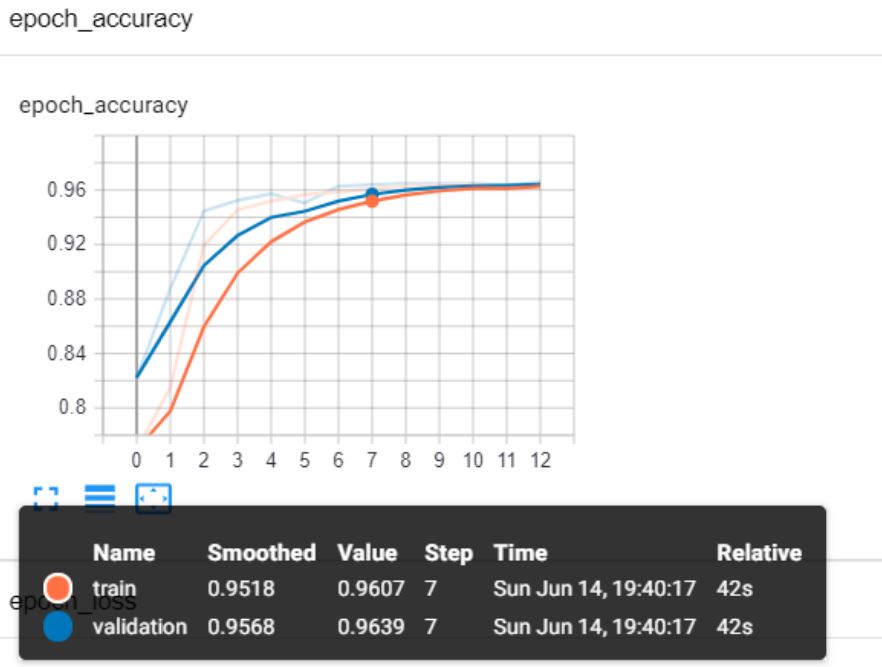 epoch_accuracy
epoch_accuracy
0.96
0.92
0.88
0.84
0.8
0 1 2 3 4 5 6 7 8 9 10 11 12
Name Smoothed Value Step Time Relative
train 0.9518 0.9607 7 Sun Jun 14, 19:40:17 42s
epoch_loss
validation 0.9568 0.9639 7 Sun Jun 14, 19:40:17 42s